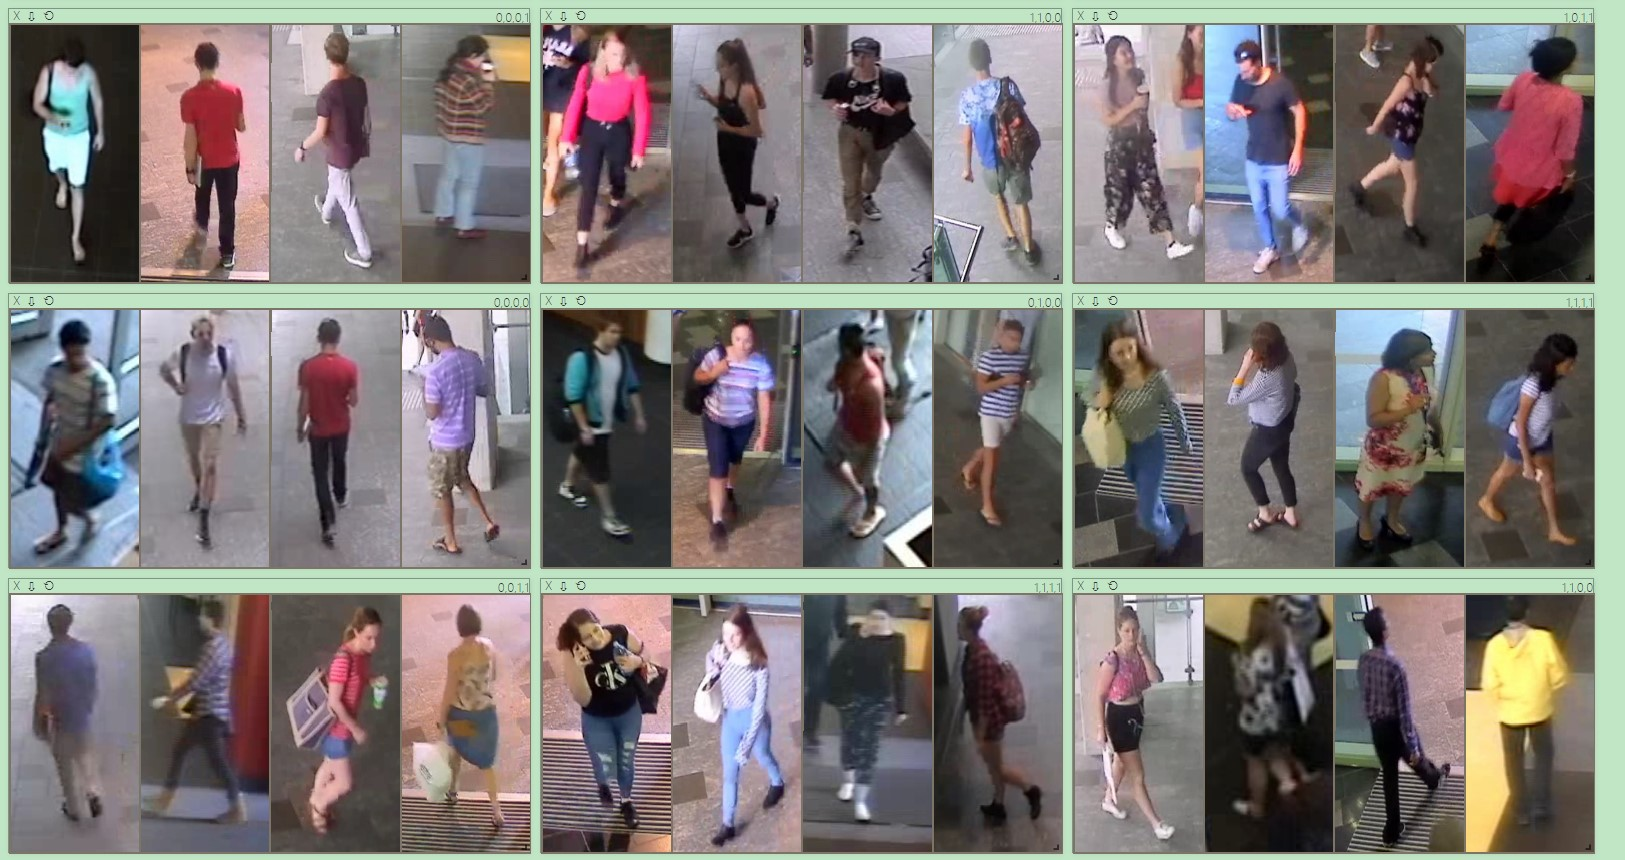 X 0,0,0,1
X 1,1,0,0
X 1,0,1,1
X 0,0,0,0
X 0,1,0,0
X 1,1,1,1
X 0,0,1,1
X 1,1,1,1
X 1,1,0,0
CK